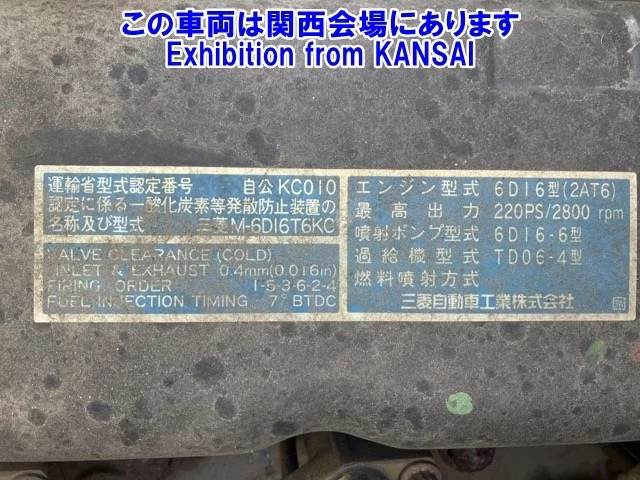 この車両は関西会場にあります
Exhibition from KANSAI
運輸省型式認定番号 自公KC010
認定に係る一酸化炭素等発散防止装置の
名称及び型式 三菱M-6D16T6KC
VALVE CLEARANCE (COLD)
INLET & EXHAUST 0.4mm(0.016in)
FIRING ORDER 1-5-3-6-2-4
FUEL INJECTION TIMING 7° BTDC
エンジン型式 6D16型(2AT6)
最高出力 220PS/2800 rpm
噴射ポンプ型式 6D16-6型
過給機型式 TD06-4型
燃料噴射方式
三菱自動車工業株式会社